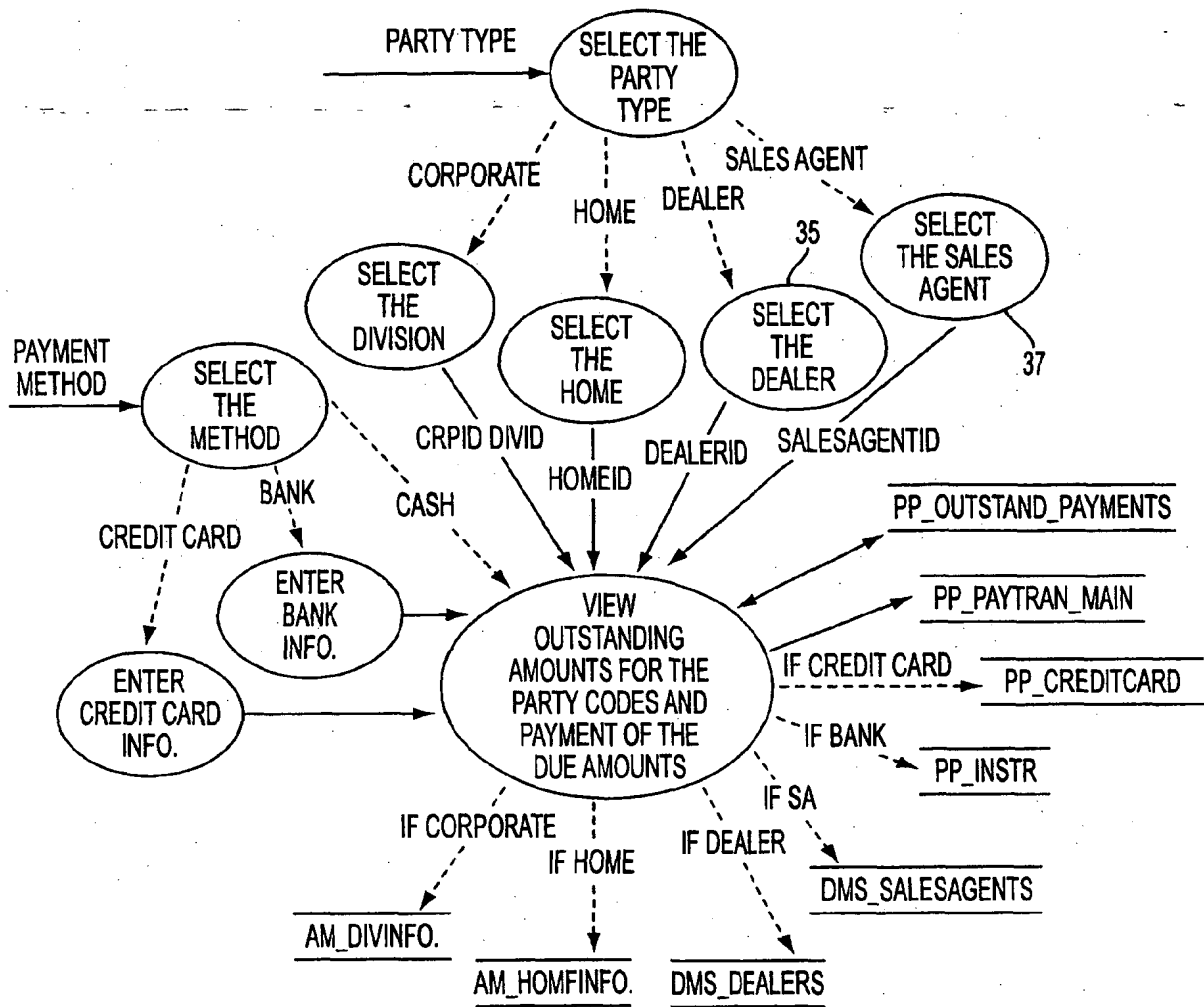 PARTY TYPE
SELECT THE
PARTY
TYPE
CORPORATE
HOME
DEALER
SALES AGENT
SELECT
THE
DIVISION
SELECT
THE
HOME
35
SELECT
THE
DEALER
SELECT
THE SALES
AGENT
37
PAYMENT
METHOD
SELECT
THE
METHOD
CRPID DIVID
HOMEID
DEALERID
SALESAGENTID
CREDIT CARD
BANK
CASH
ENTER
BANK
INFO.
ENTER
CREDIT CARD
INFO.
VIEW
OUTSTANDING
AMOUNTS FOR THE
PARTY CODES AND
PAYMENT OF THE
DUE AMOUNTS
PP_OUTSTAND_PAYMENTS
PP_PAYTRAN_MAIN
IF CREDIT CARD
PP_CREDITCARD
IF BANK
PP_INSTR
IF SA
DMS_SALESAGENTS
IF CORPORATE
IF HOME
IF DEALER
AM_DIVINFO.
AM_HOMFINFO.
DMS_DEALERS